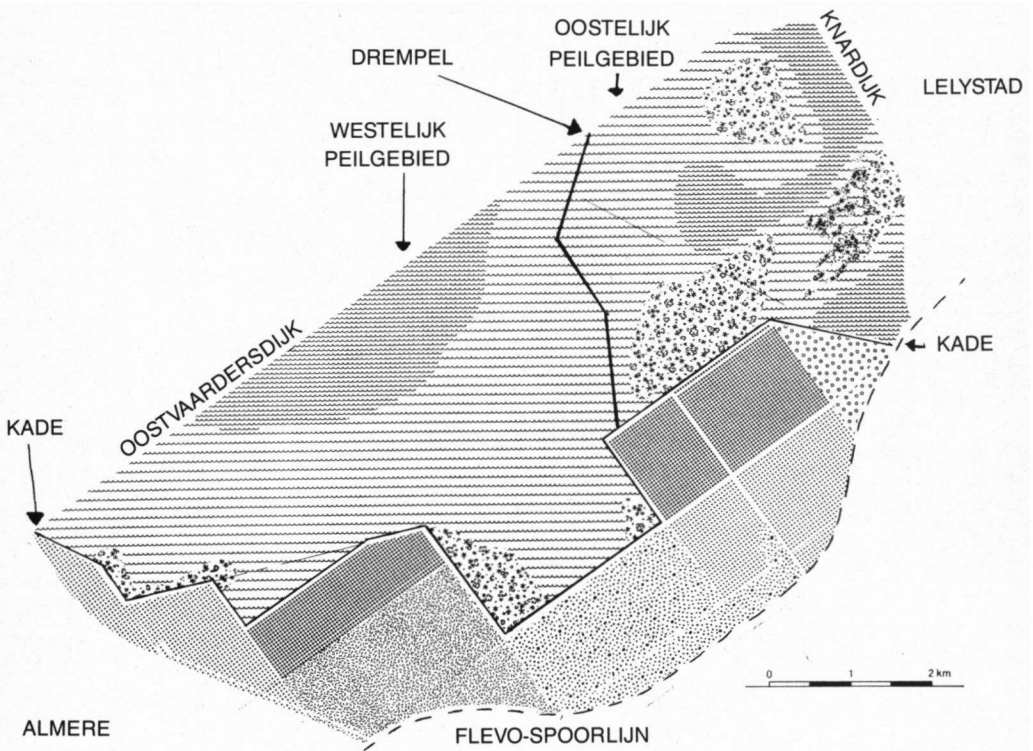 OOSTELIJK
PEILGEBIED
KNARDIJK
DREMPEL
LELYSTAD
WESTELIJK
PEILGEBIED
OOSTVAARDERSDIJK
KADE
KADE
0 1 2 km
ALMERE
FLEVO-SPOORLIJN